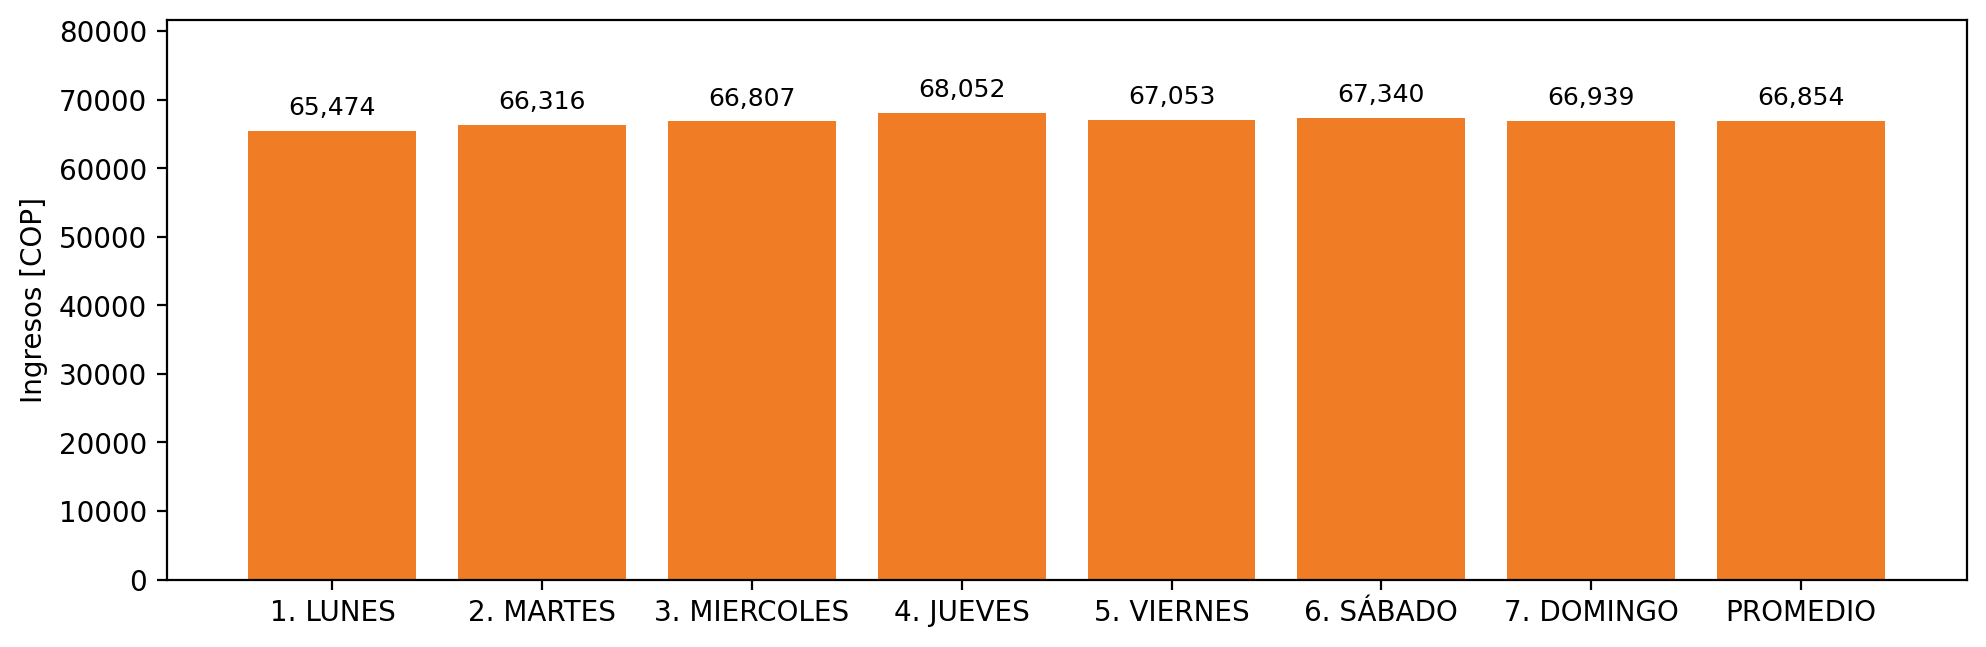 80000
70000
60000
50000
40000
30000
20000
10000
0
Ingresos [COP]
65,474
66,316
66,807
68,052
67,053
67,340
66,939
66,854
1. LUNES
2. MARTES
3. MIERCOLES
4. JUEVES
5. VIERNES
6. SÁBADO
7. DOMINGO
PROMEDIO